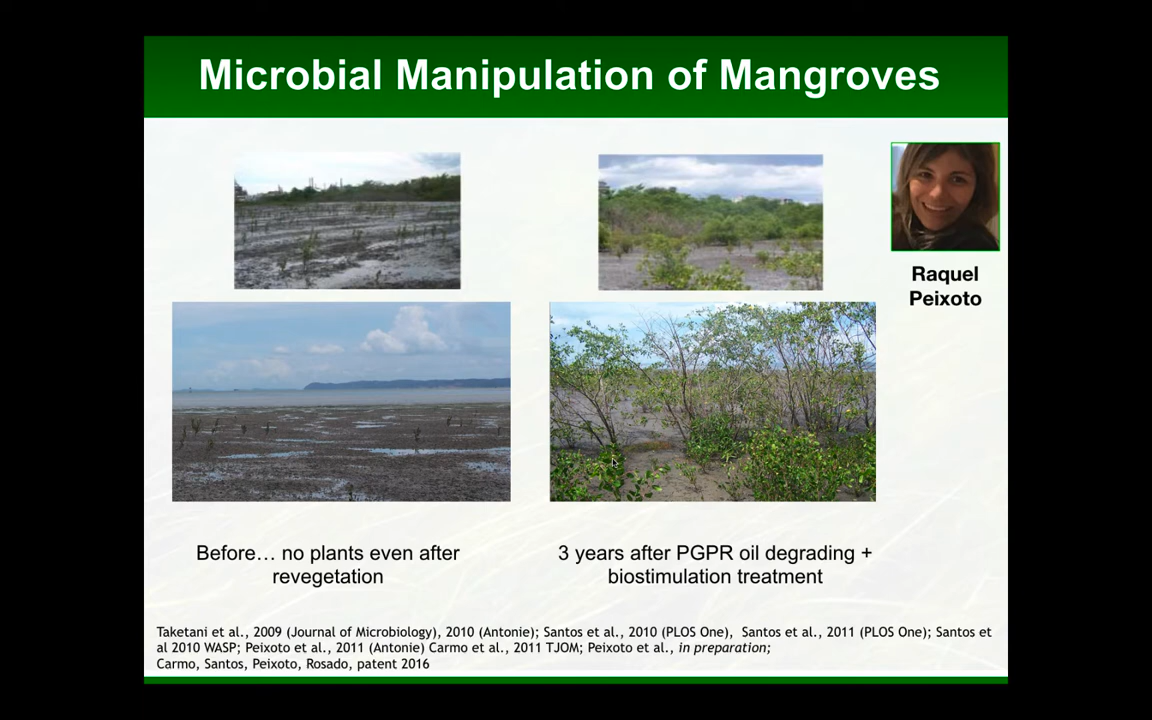 Microbial Manipulation of Mangroves
Raquel
Peixoto
Before… no plants even after
revegetation
3 years after PGPR oil degrading +
biostimulation treatment
Taketani et al., 2009 (Journal of Microbiology), 2010 (Antonie); Santos et al., 2010 (PLOS One), Santos et al., 2011 (PLOS One); Santos et
al 2010 WASP; Peixoto et al., 2011 (Antonie) Carmo et al., 2011 TJOM; Peixoto et al., in preparation;
Carmo, Santos, Peixoto, Rosado, patent 2016